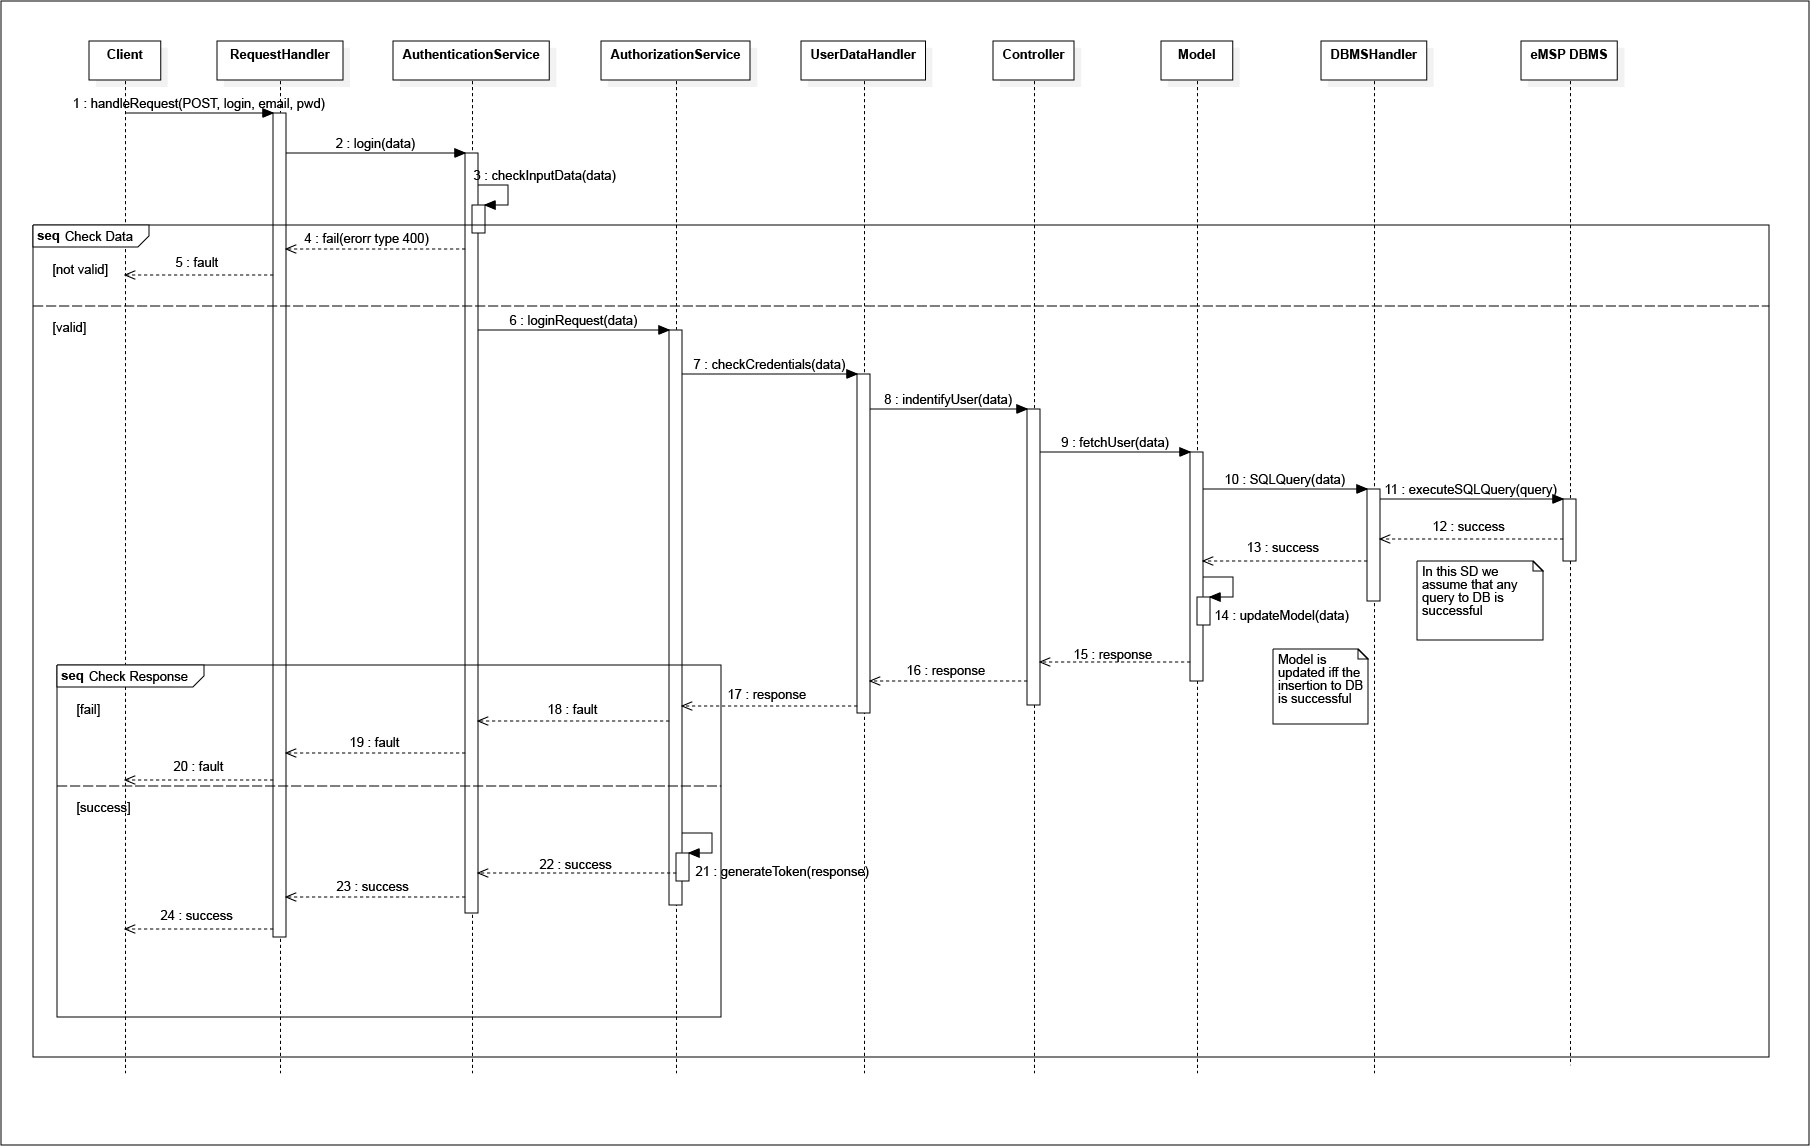 Client
RequestHandler
AuthenticationService
AuthorizationService
UserDataHandler
Controller
Model
DBMSHandler
eMSP DBMS
1 : handleRequest(POST, login, email, pwd)
2 : login(data)
3 : checkInputData(data)
seq Check Data
4 : fail(erorr type 400)
[not valid]
5 : fault
[valid]
6 : loginRequest(data)
7 : checkCredentials(data)
8 : indentifyUser(data)
9 : fetchUser(data)
10 : SQLQuery(data)
11 : executeSQLQuery(query)
12 : success
13 : success
In this SD we
assume that any
query to DB is
successful
14 : updateModel(data)
15 : response
Model is
updated iff the
insertion to DB
is successful
16 : response
seq Check Response
17 : response
[fail]
18 : fault
19 : fault
20 : fault
[success]
21 : generateToken(response)
22 : success
23 : success
24 : success